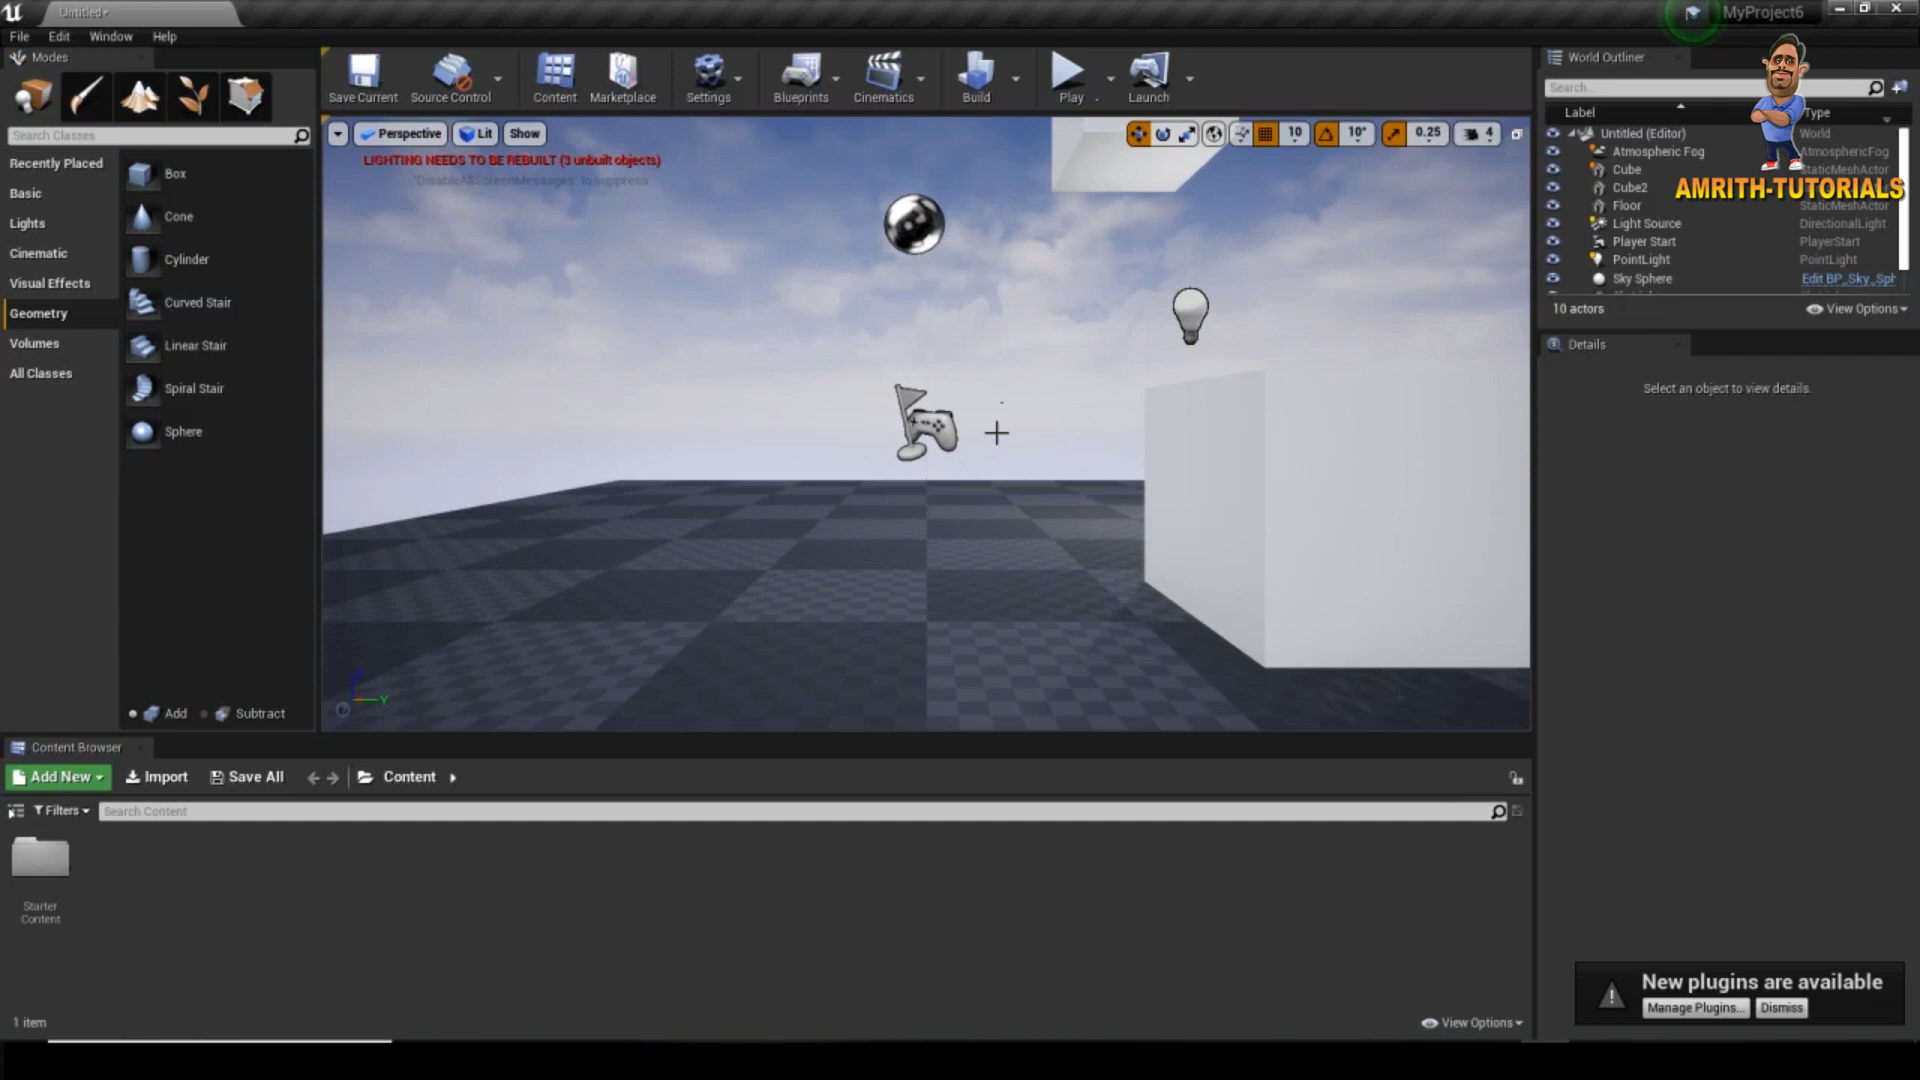 Untitled*
MyProject6
File Edit Window Help
Modes
Save Current Source Control Content Marketplace Settings Blueprints Cinematics Build Play Launch
World Outliner
Search...
Label Type
Search Classes
Recently Placed
Basic
Lights
Cinematic
Visual Effects
Geometry
Volumes
All Classes
Box
Cone
Cylinder
Curved Stair
Linear Stair
Spiral Stair
Sphere
Add Subtract
Perspective Lit Show 10 10° 0.25 4
LIGHTING NEEDS TO BE REBUILT (3 unbuilt objects)
'DisableAllScreenMessages' to suppress
Y
Untitled (Editor) World
Atmospheric Fog AtmosphericFog
Cube StaticMeshActor
Cube2
Floor StaticMeshActor
Light Source DirectionalLight
Player Start PlayerStart
PointLight PointLight
Sky Sphere Edit BP_Sky_Sph
10 actors View Options
AMRITH-TUTORIALS
Details
Select an object to view details.
Content Browser
Add New Import Save All Content
Filters Search Content
Starter
Content
1 item View Options
New plugins are available
Manage Plugins... Dismiss